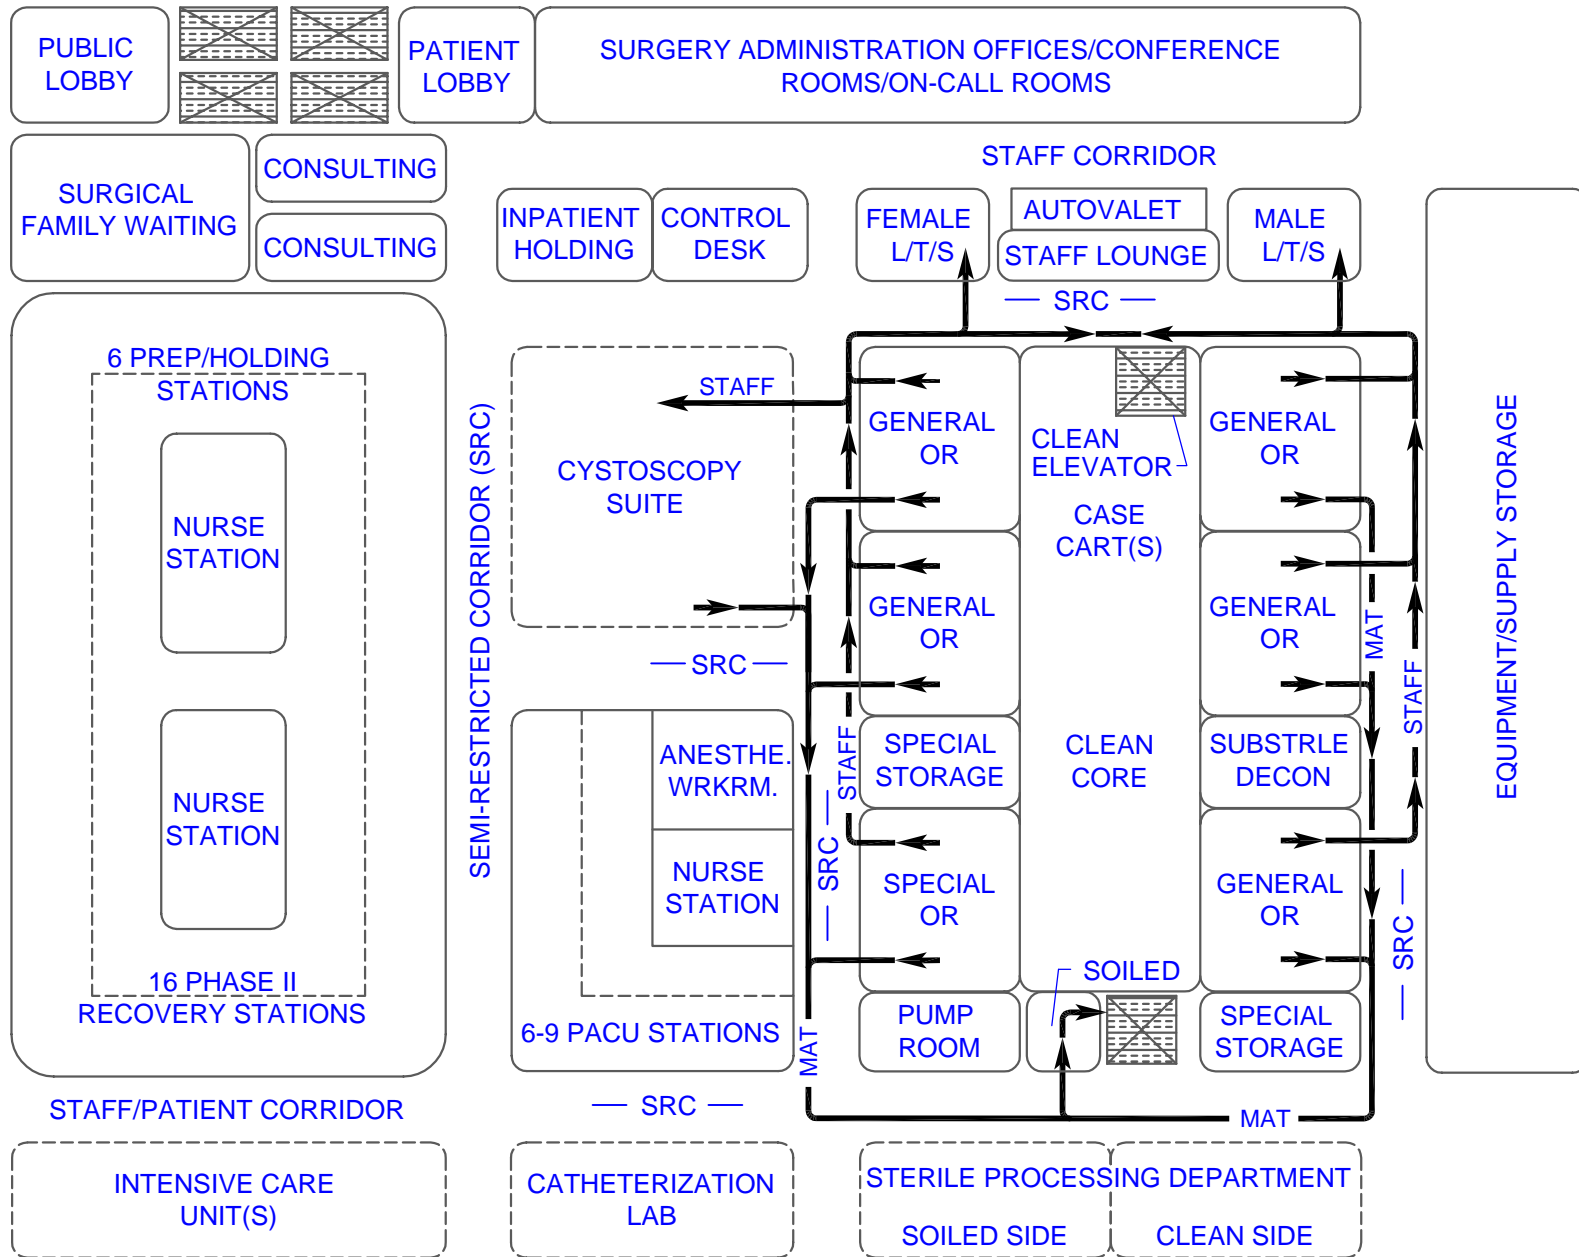 PUBLIC
LOBBY
PATIENT
LOBBY
SURGERY ADMINISTRATION OFFICES/CONFERENCE
ROOMS/ON-CALL ROOMS
SURGICAL
FAMILY WAITING
CONSULTING
CONSULTING
STAFF CORRIDOR
INPATIENT
HOLDING
CONTROL
DESK
FEMALE
L/T/S
AUTOVALET
STAFF LOUNGE
MALE
L/T/S
SRC
6 PREP/HOLDING
STATIONS
NURSE
STATION
NURSE
STATION
16 PHASE II
RECOVERY STATIONS
SEMI-RESTRICTED CORRIDOR (SRC)
STAFF
CYSTOSCOPY
SUITE
SRC
ANESTHE.
WRKRM.
NURSE
STATION
6-9 PACU STATIONS
STAFF
SRC
MAT
GENERAL
OR
GENERAL
OR
SPECIAL
STORAGE
SPECIAL
OR
PUMP
ROOM
CLEAN
ELEVATOR
CASE
CART(S)
CLEAN
CORE
SOILED
GENERAL
OR
GENERAL
OR
SUBSTRLE
DECON
GENERAL
OR
SPECIAL
STORAGE
MAT
STAFF
SRC
EQUIPMENT/SUPPLY STORAGE
STAFF/PATIENT CORRIDOR
SRC
MAT
INTENSIVE CARE
UNIT(S)
CATHETERIZATION
LAB
STERILE PROCESSING DEPARTMENT
SOILED SIDE
CLEAN SIDE